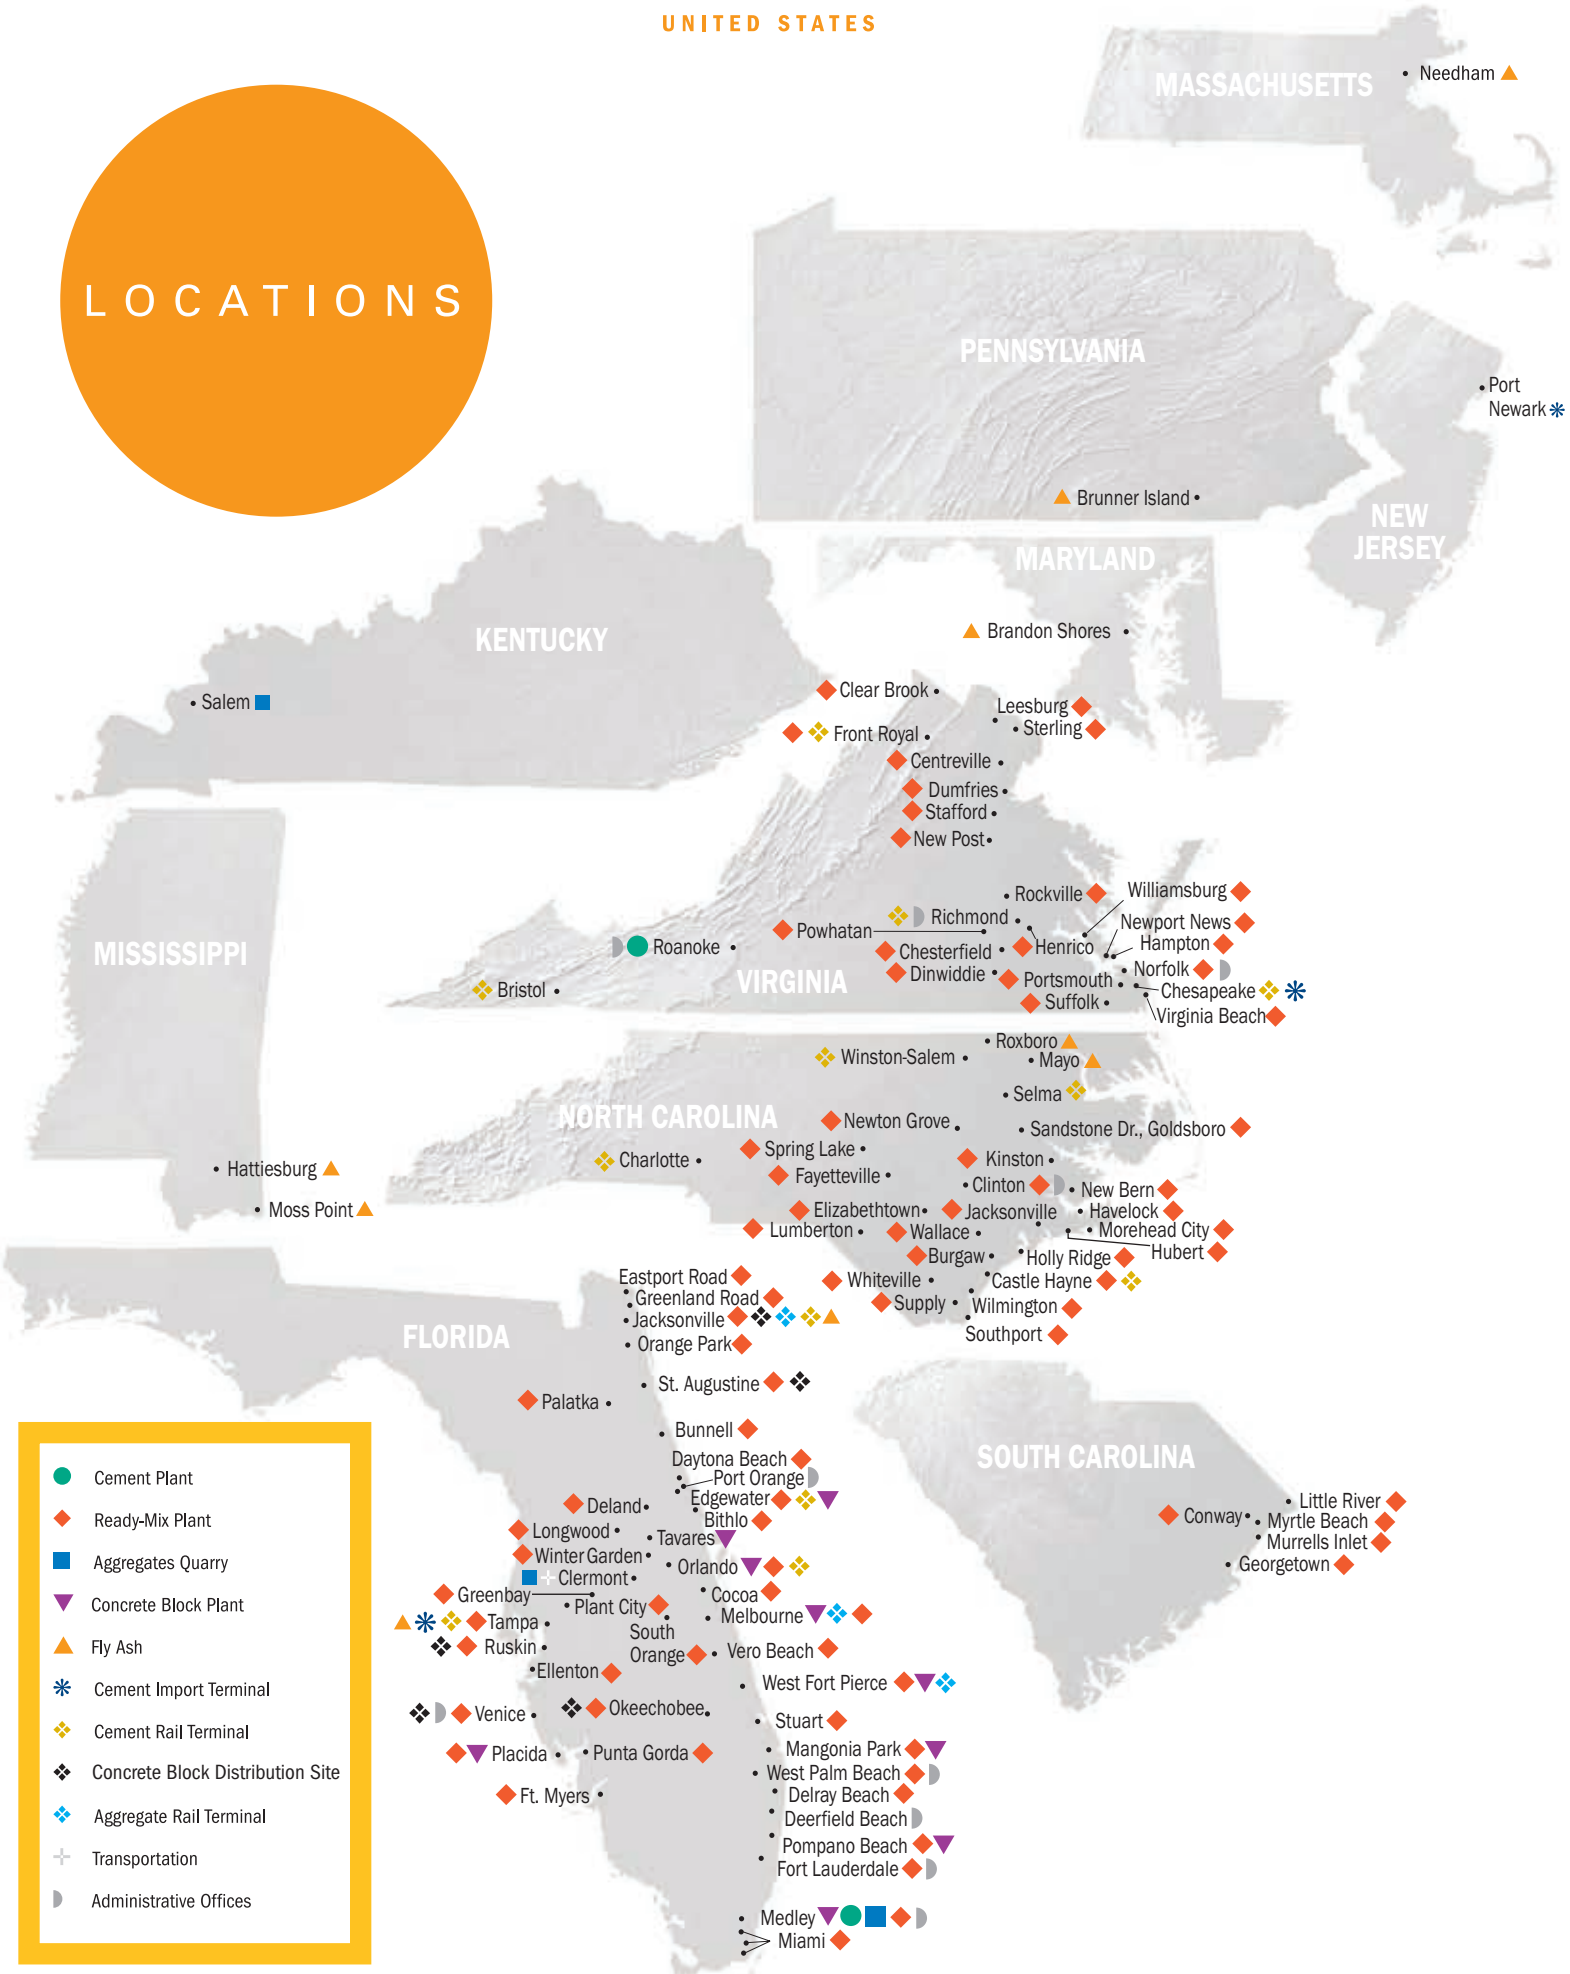 UNITED STATES
LOCATIONS
MASSACHUSETTS
Needham
PENNSYLVANIA
Port
Newark
Brunner Island
NEW
JERSEY
MARYLAND
Brandon Shores
KENTUCKY
Salem
Clear Brook
Leesburg
Front Royal
Sterling
Centreville
Dumfries
Stafford
New Post
Rockville
Williamsburg
Richmond
Newport News
Powhatan
Henrico
Hampton
Roanoke
Chesterfield
Norfolk
Dinwiddie
Portsmouth
VIRGINIA
Chesapeake
Bristol
Suffolk
Virginia Beach
MISSISSIPPI
Hattiesburg
Moss Point
Roxboro
Winston-Salem
Mayo
Selma
NORTH CAROLINA
Newton Grove
Sandstone Dr., Goldsboro
Spring Lake
Charlotte
Kinston
Fayetteville
Clinton
New Bern
Elizabethtown
Jacksonville
Havelock
Lumberton
Wallace
Morehead City
Burgaw
Holly Ridge
Hubert
Whiteville
Castle Hayne
Supply
Wilmington
Southport
Eastport Road
Greenland Road
Jacksonville
FLORIDA
Orange Park
St. Augustine
Palatka
Bunnell
Daytona Beach
Port Orange
Edgewater
Deland
Bithlo
Longwood
Tavares
Winter Garden
Orlando
Clermont
Greenbay
Cocoa
Plant City
Melbourne
Tampa
South
Orange
Ruskin
Vero Beach
Ellenton
West Fort Pierce
Venice
Okeechobee
Stuart
Placida
Punta Gorda
Mangonia Park
West Palm Beach
Ft. Myers
Delray Beach
Deerfield Beach
Pompano Beach
Fort Lauderdale
Medley
Miami
SOUTH CAROLINA
Little River
Conway
Myrtle Beach
Murrells Inlet
Georgetown
Cement Plant
Ready-Mix Plant
Aggregates Quarry
Concrete Block Plant
Fly Ash
Cement Import Terminal
Cement Rail Terminal
Concrete Block Distribution Site
Aggregate Rail Terminal
Transportation
Administrative Offices